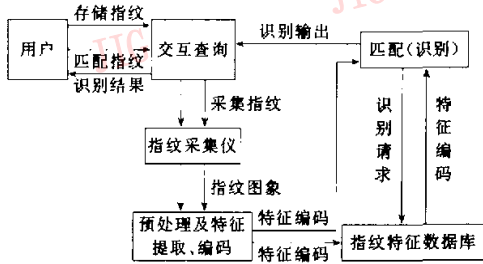 存储指纹
用户
匹配指纹
识别结果
交互查询
识别输出
匹配(识别)
采集指纹
指纹采集仪
指纹图象
识别请求
特征编码
预处理及特征
提取、编码
特征编码
特征编码
指纹特征数据库
JIG